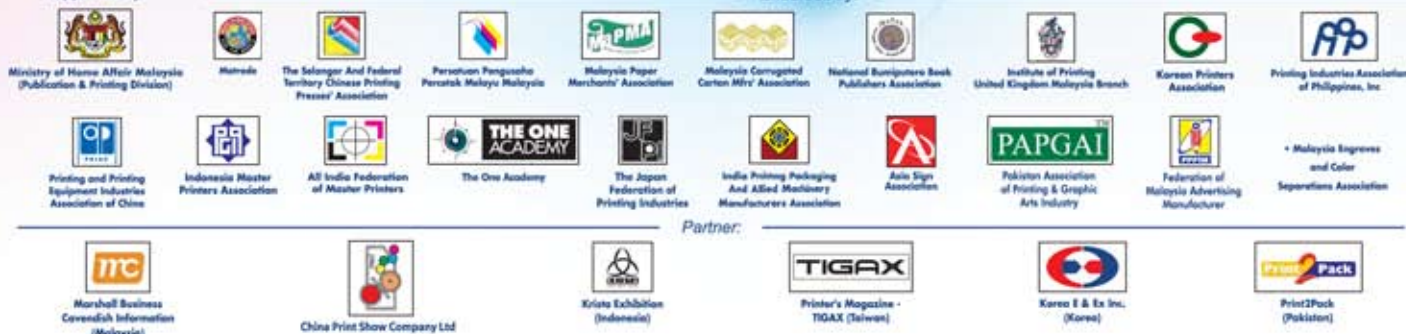 Ministry of Home Affair Malaysia
(Publication & Printing Division)
Matrade
The Selangor And Federal
Territory Chinese Printing
Presses' Association
Persatuan Pengusaha
Percetak Melayu Malaysia
MaPMA
Malaysia Paper
Merchants' Association
Malaysia Corrugated
Carton Mfrs' Association
National Bumiputera Book
Publishers Association
Institute of Printing
United Kingdom Malaysia Branch
Korean Printers
Association
Printing Industries Association
of Philippines, Inc
Printing and Printing
Equipment Industries
Association of China
Indonesia Master
Printers Association
All India Federation
of Master Printers
THE ONE
ACADEMY
The One Academy
JFPI
The Japan
Federation of
Printing Industries
India Printing Packaging
And Allied Machinery
Manufacturers Association
Asia Sign
Association
PAPGAI™
Pakistan Association
of Printing & Graphic
Arts Industry
Federation of
Malaysia Advertising
Manufacturer
• Malaysia Engraves
and Color
Separations Association
Partner:
mc
Marshall Business
Cavendish Information
(Malaysia)
China Print Show Company Ltd
Krista Exhibition
(Indonesia)
TIGAX
Printer's Magazine -
TIGAX (Taiwan)
Korea E & Ex Inc.
(Korea)
Print2Pack
Print2Pack
(Pakistan)